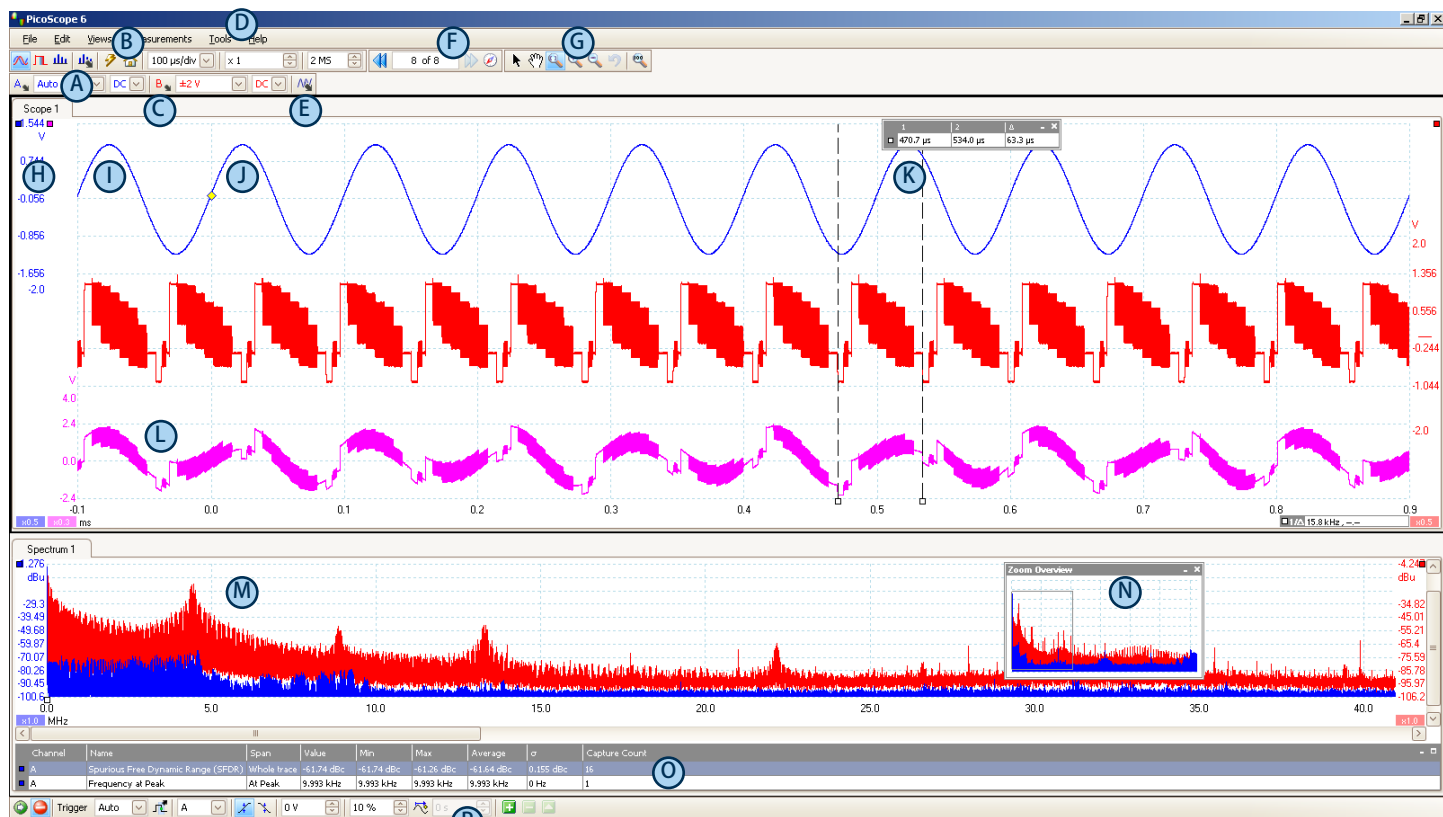 PicoScope 6
File Edit Views Measurements Tools Help
D
B
F
G
100 µs/div x 1 2 MS 8 of 8
A Auto DC B ±2 V DC
A
C
E
Scope 1
1.544
V
0.744
-0.056
-0.856
-1.656
-2.0
H
I
J
K
1 2 Δ
470.7 µs 534.0 µs 63.3 µs
V
2.0
1.356
0.556
-0.244
-1.044
-2.0
V
4.0
2.4
0.0
-2.4
L
-0.1 0.0 0.1 0.2 0.3 0.4 0.5 0.6 0.7 0.8 0.9
x0.5 x0.3 ms
1/Δ 15.8 kHz , --.-- x0.5
Spectrum 1
.276
dBu
-29.3
-39.49
-49.68
-59.87
-70.07
-80.26
-90.45
-100.6
M
Zoom Overview
N
-4.24
dBu
-34.82
-45.01
-55.21
-65.4
-75.59
-85.78
-95.97
-106.2
0.0 5.0 10.0 15.0 20.0 25.0 30.0 35.0 40.0
x1.0 MHz x1.0
Channel Name Span Value Min Max Average σ Capture Count
A Spurious Free Dynamic Range (SFDR) Whole trace -61.74 dBc -61.74 dBc -61.26 dBc -61.64 dBc 0.155 dBc 16
A Frequency at Peak At Peak 9.993 kHz 9.993 kHz 9.993 kHz 9.993 kHz 0 Hz 1
O
Trigger Auto A 0 V 10 % 0 s